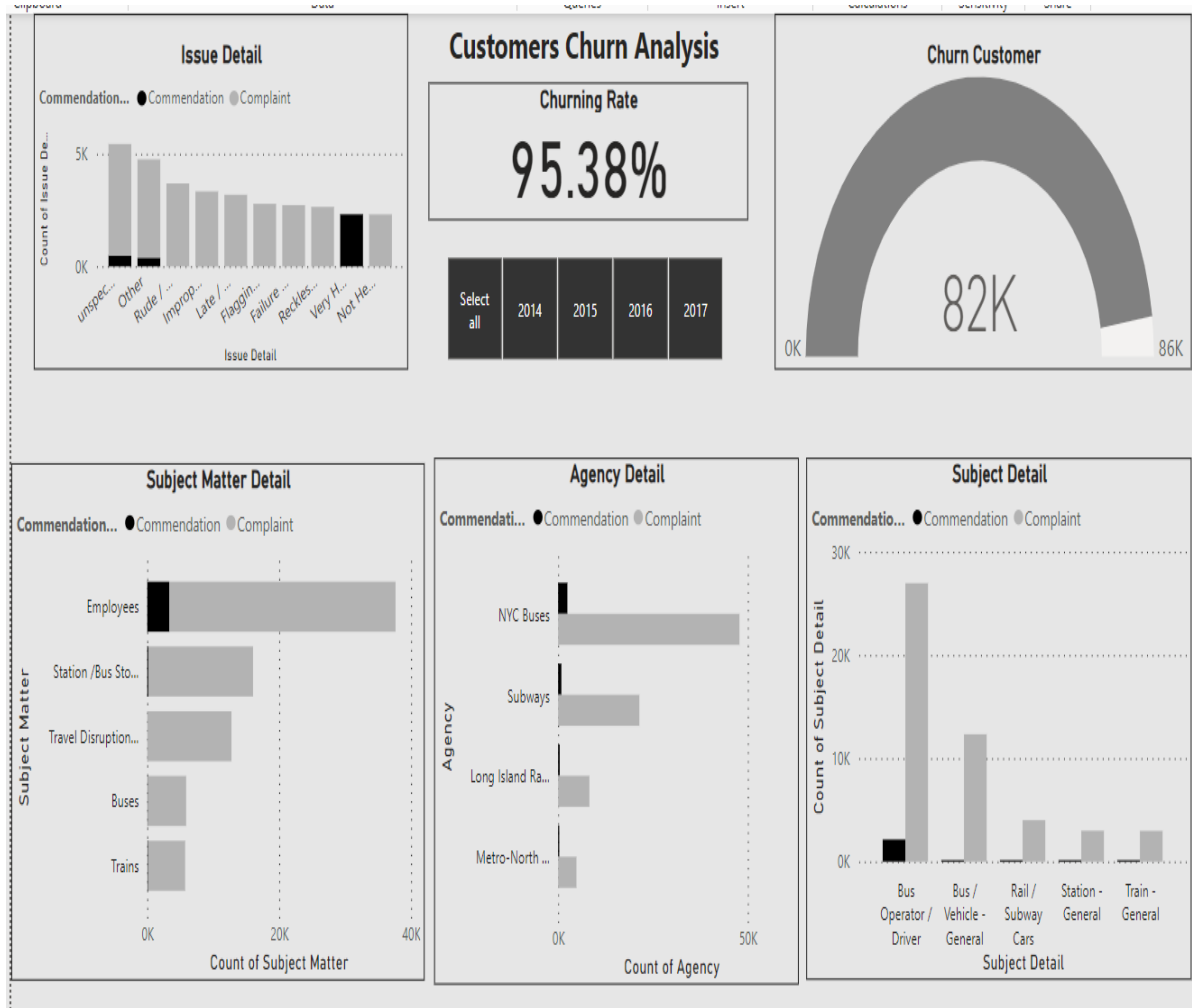 Customers Churn Analysis
Issue Detail
Commendation... Commendation Complaint
Count of Issue De...
5K
0K
unspec...
Other
Rude / ...
Improp...
Late / ...
Flaggin...
Failure ...
Reckles...
Very H...
Not He...
Issue Detail
Churning Rate
95.38%
Select
all
2014
2015
2016
2017
Churn Customer
82K
0K
86K
Subject Matter Detail
Commendation... Commendation Complaint
Subject Matter
Employees
Station /Bus Sto...
Travel Disruption...
Buses
Trains
0K
20K
40K
Count of Subject Matter
Agency Detail
Commendati... Commendation Complaint
Agency
NYC Buses
Subways
Long Island Ra...
Metro-North ...
0K
50K
Count of Agency
Subject Detail
Commendatio... Commendation Complaint
Count of Subject Detail
30K
20K
10K
0K
Bus
Operator /
Driver
Bus /
Vehicle -
General
Rail /
Subway
Cars
Station -
General
Train -
General
Subject Detail